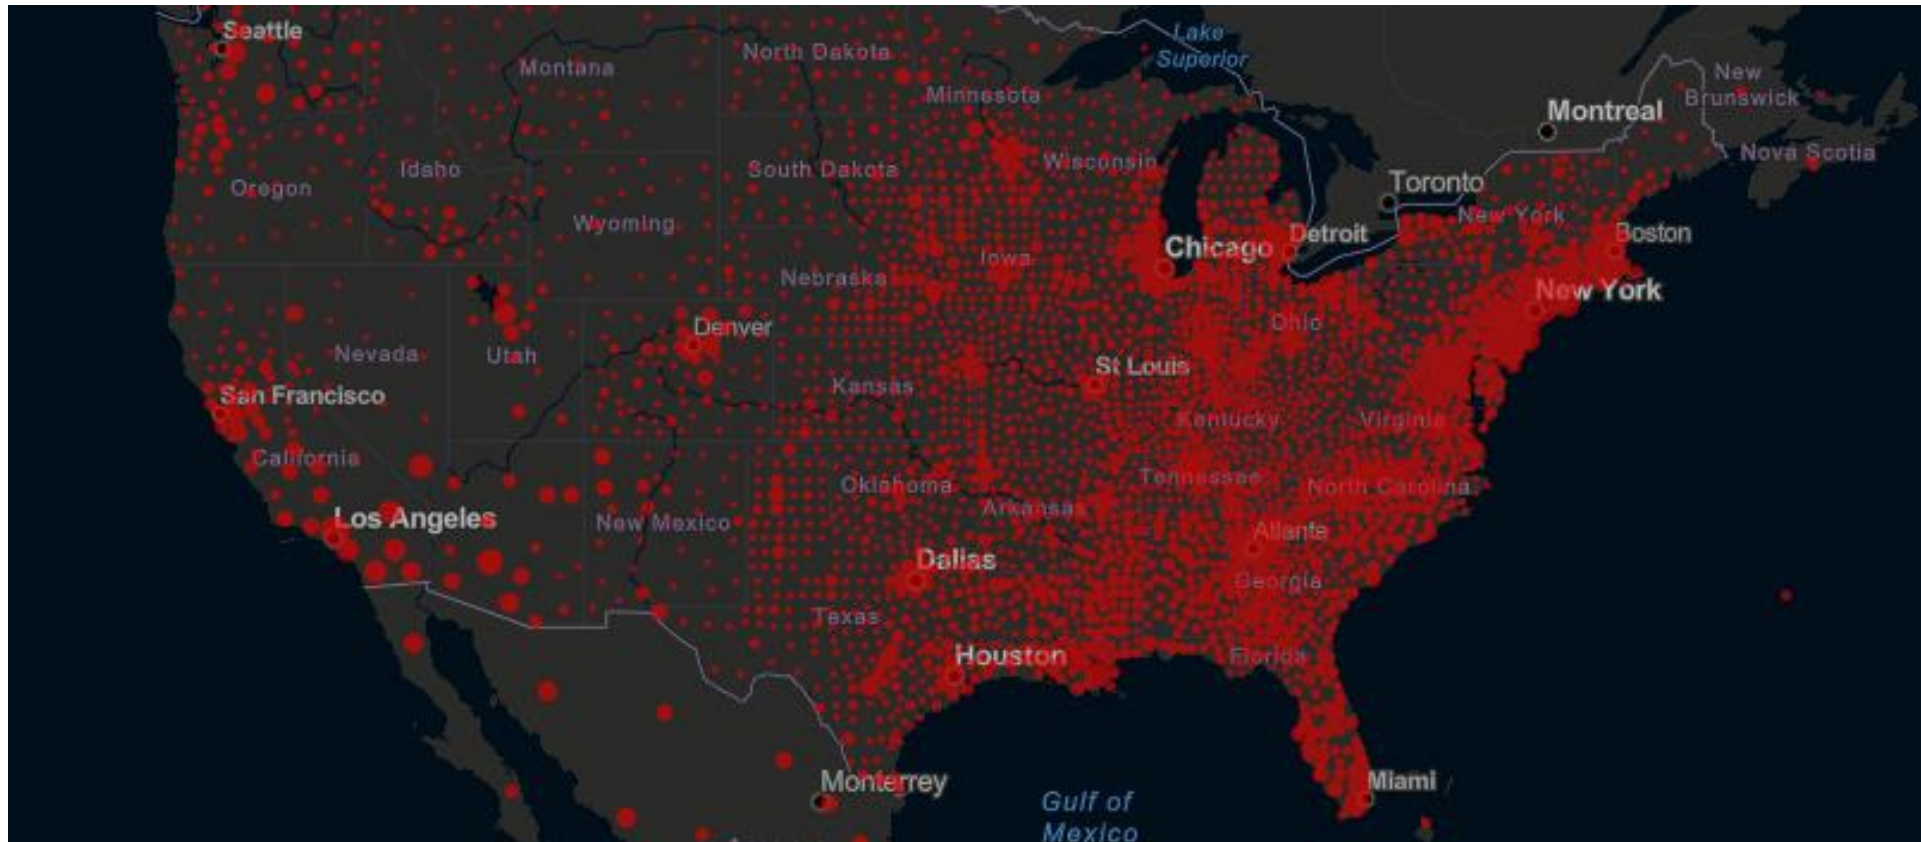 Seattle
Lake
Superior
North Dakota
Montana
New
Brunswick
Minnesota
Montreal
Nova Scotia
Wisconsin
Idaho
South Dakota
Toronto
Oregon
New York
Wyoming
Detroit
Boston
Chicago
Iowa
Nebraska
New York
Ohio
Denver
Nevada
Utah
St Louis
Kansas
San Francisco
Kentucky
Virginia
California
Tennessee
Oklahoma
North Carolina
Arkansas
Los Angeles
New Mexico
Atlanta
Dallas
Georgia
Texas
Houston
Florida
Monterrey
Miami
Gulf of
Mexico